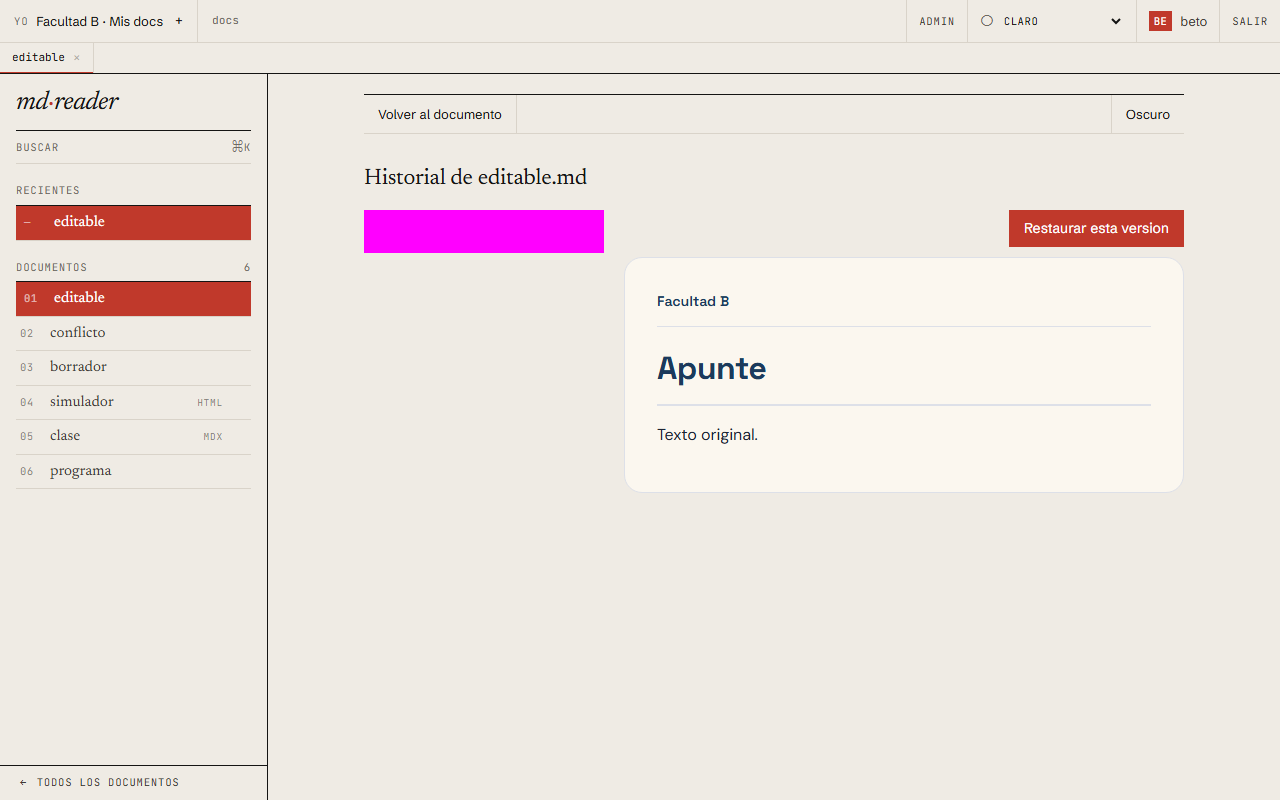 YO Facultad B · Mis docs + docs ADMIN CLARO BE beto SALIR
editable ×
md·reader
BUSCAR ⌘K
RECIENTES
— editable
DOCUMENTOS 6
01 editable
02 conflicto
03 borrador
04 simulador HTML
05 clase MDX
06 programa
← TODOS LOS DOCUMENTOS
Volver al documento Oscuro
Historial de editable.md
Restaurar esta version
Facultad B
Apunte
Texto original.